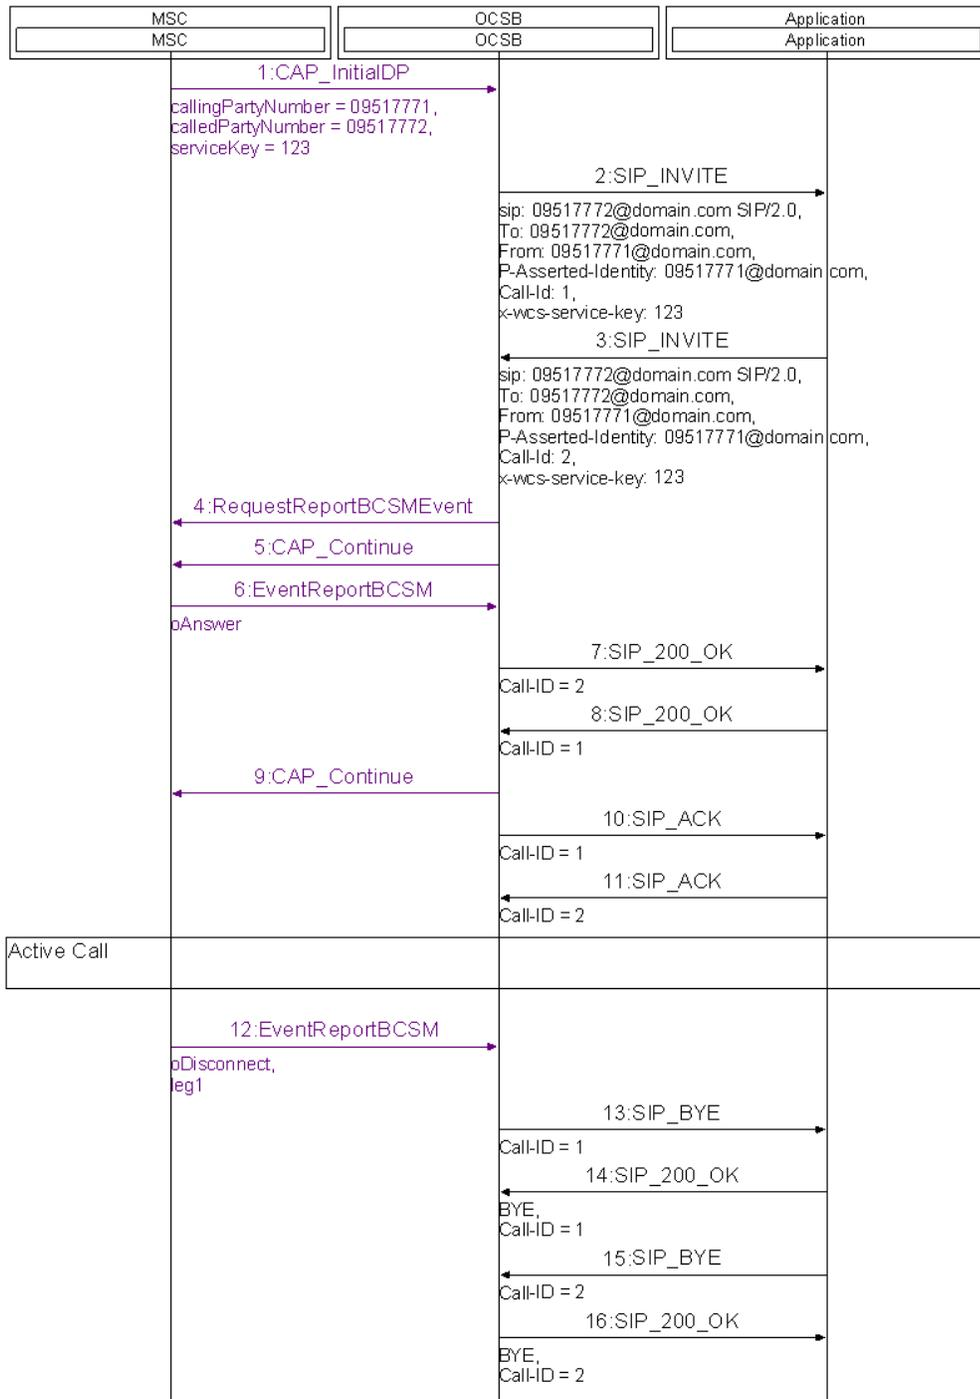 MSC
OCSB
Application
MSC
OCSB
Application
1:CAP_InitialDP
callingPartyNumber = 09517771,
calledPartyNumber = 09517772,
serviceKey = 123
2:SIP_INVITE
sip: 09517772@domain.com SIP/2.0,
To: 09517772@domain.com,
From: 09517771@domain.com,
P-Asserted-Identity: 09517771@domain.com,
Call-Id: 1,
x-wcs-service-key: 123
3:SIP_INVITE
sip: 09517772@domain.com SIP/2.0,
To: 09517772@domain.com,
From: 09517771@domain.com,
P-Asserted-Identity: 09517771@domain.com,
Call-Id: 2,
x-wcs-service-key: 123
4:RequestReportBCSMEvent
5:CAP_Continue
6:EventReportBCSM
oAnswer
7:SIP_200_OK
Call-ID = 2
8:SIP_200_OK
Call-ID = 1
9:CAP_Continue
10:SIP_ACK
Call-ID = 1
11:SIP_ACK
Call-ID = 2
Active Call
12:EventReportBCSM
oDisconnect,
leg1
13:SIP_BYE
Call-ID = 1
14:SIP_200_OK
BYE,
Call-ID = 1
15:SIP_BYE
Call-ID = 2
16:SIP_200_OK
BYE,
Call-ID = 2